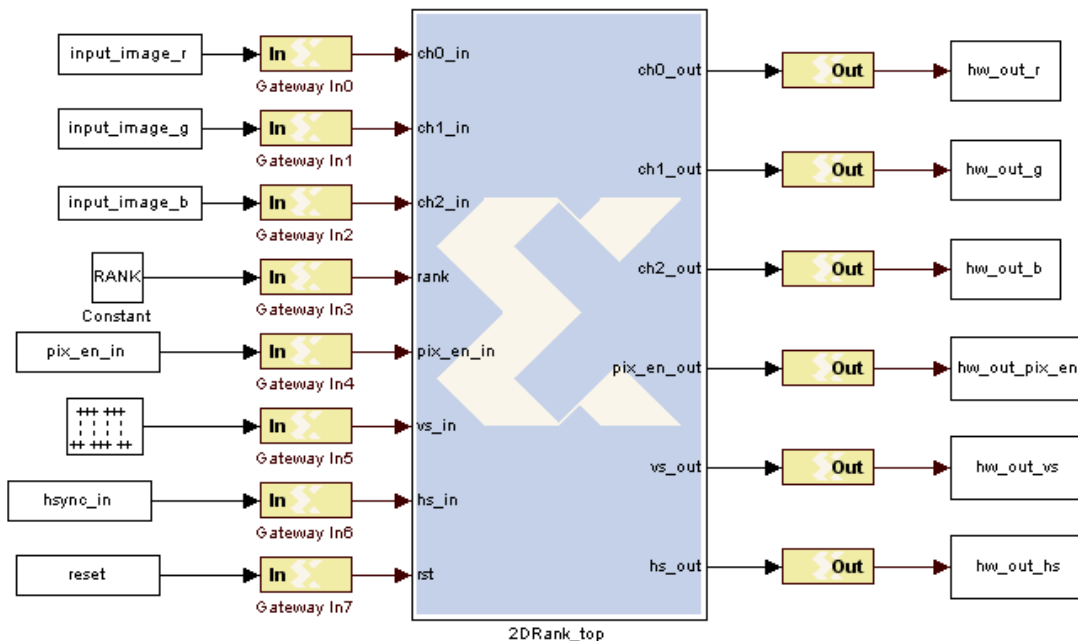 input_image_r
In
Gateway In0
ch0_in
input_image_g
In
Gateway In1
ch1_in
input_image_b
In
Gateway In2
ch2_in
RANK
Constant
In
Gateway In3
rank
pix_en_in
In
Gateway In4
pix_en_in
In
Gateway In5
vs_in
hsync_in
In
Gateway In6
hs_in
reset
In
Gateway In7
rst
ch0_out
Out
hw_out_r
ch1_out
Out
hw_out_g
ch2_out
Out
hw_out_b
pix_en_out
Out
hw_out_pix_en
vs_out
Out
hw_out_vs
hs_out
Out
hw_out_hs
2DRank_top